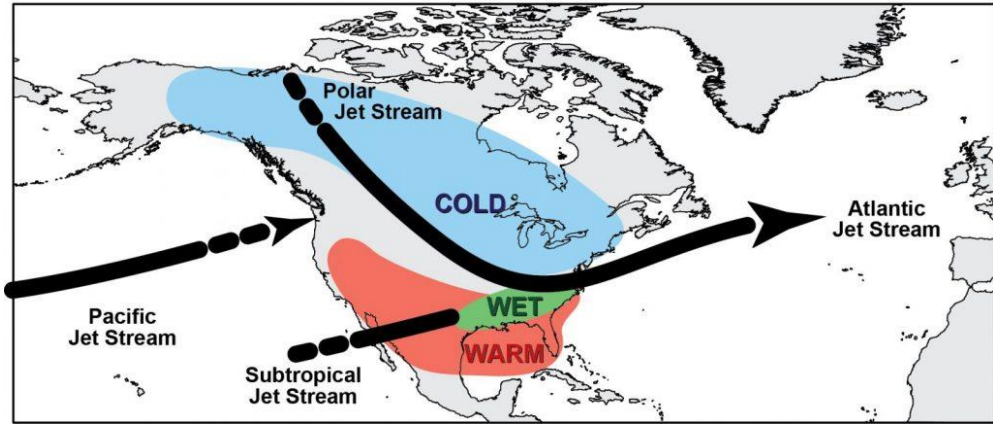 Polar
Jet Stream
COLD
Atlantic
Jet Stream
WET
Pacific
Jet Stream
WARM
Subtropical
Jet Stream